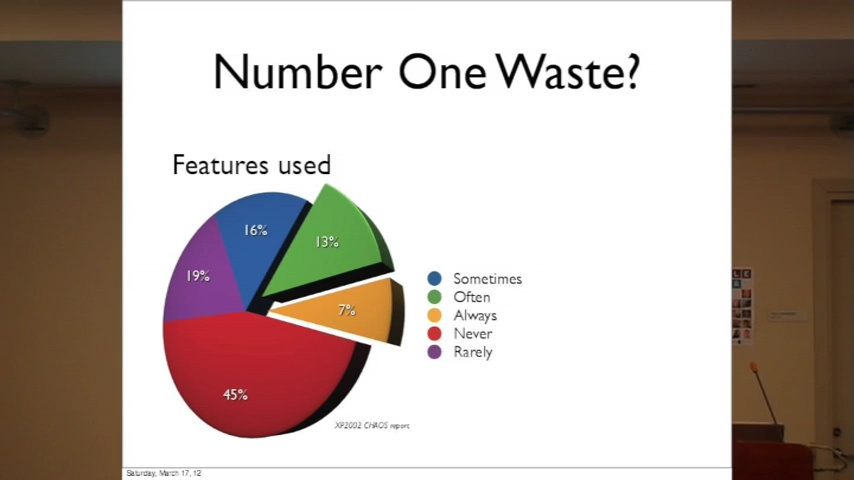 Number One Waste?
Features used
16%
13%
19%
7%
45%
Sometimes
Often
Always
Never
Rarely
XP2002 CHAOS report
Saturday, March 17, 12